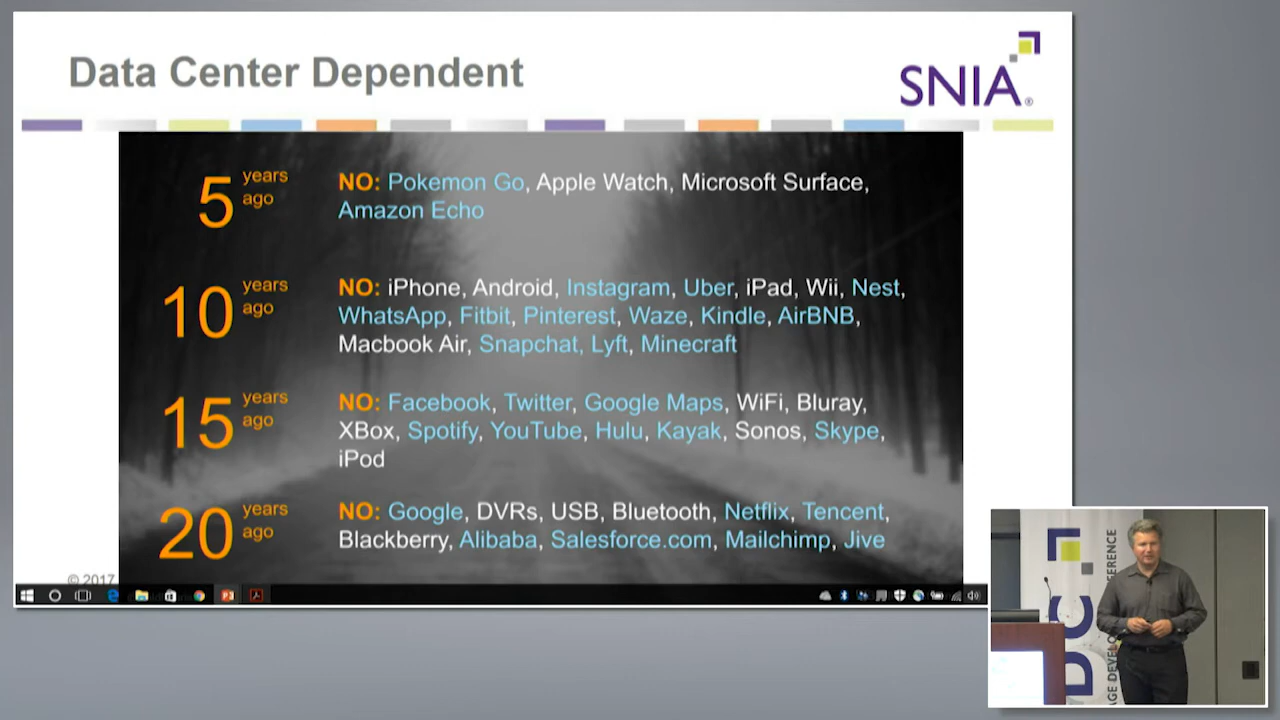 Data Center Dependent
SNIA®
5 years ago
NO: Pokemon Go, Apple Watch, Microsoft Surface,
Amazon Echo
10 years ago
NO: iPhone, Android, Instagram, Uber, iPad, Wii, Nest,
WhatsApp, Fitbit, Pinterest, Waze, Kindle, AirBNB,
Macbook Air, Snapchat, Lyft, Minecraft
15 years ago
NO: Facebook, Twitter, Google Maps, WiFi, Bluray,
XBox, Spotify, YouTube, Hulu, Kayak, Sonos, Skype,
iPod
20 years ago
NO: Google, DVRs, USB, Bluetooth, Netflix, Tencent,
Blackberry, Alibaba, Salesforce.com, Mailchimp, Jive
© 2017
DC